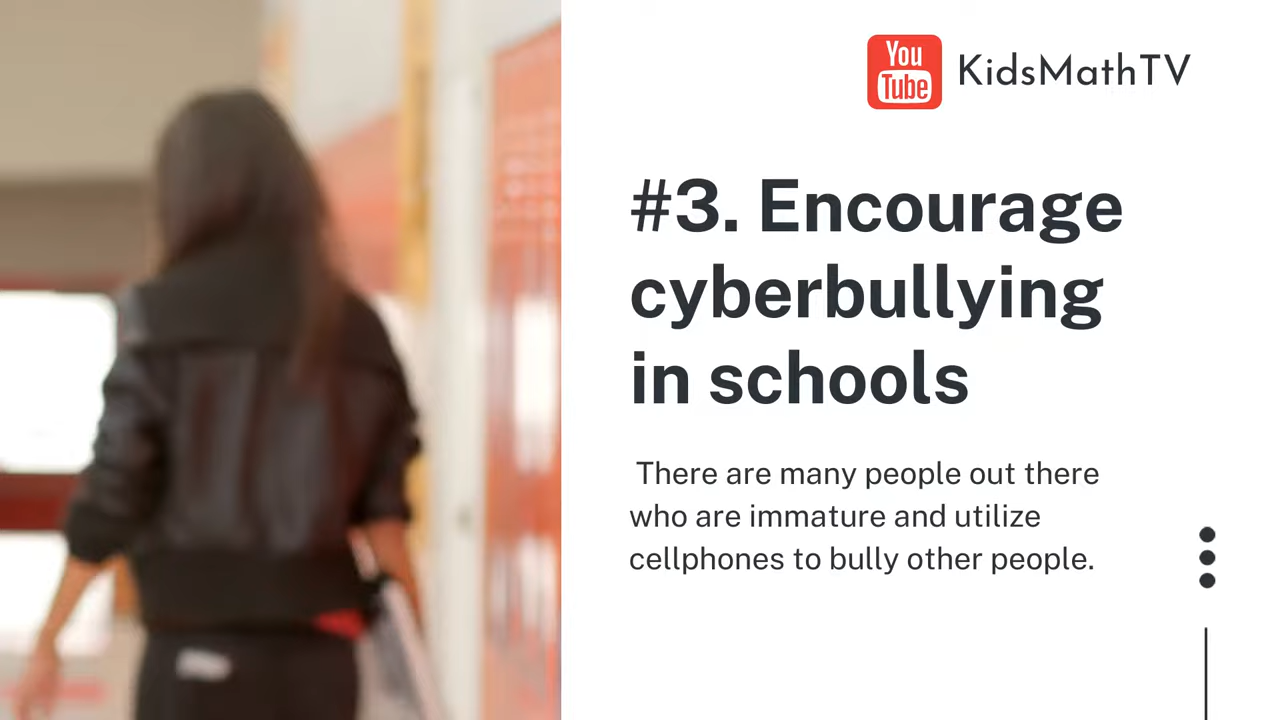 You
Tube
KidsMathTV
#3. Encourage
cyberbullying
in schools
There are many people out there
who are immature and utilize
cellphones to bully other people.